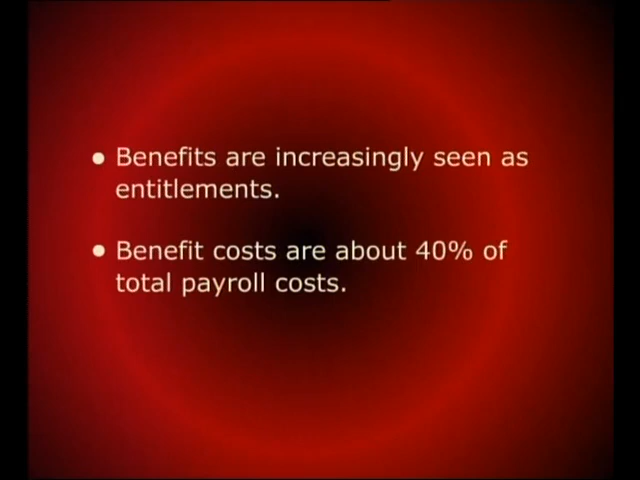 • Benefits are increasingly seen as
entitlements.
• Benefit costs are about 40% of
total payroll costs.